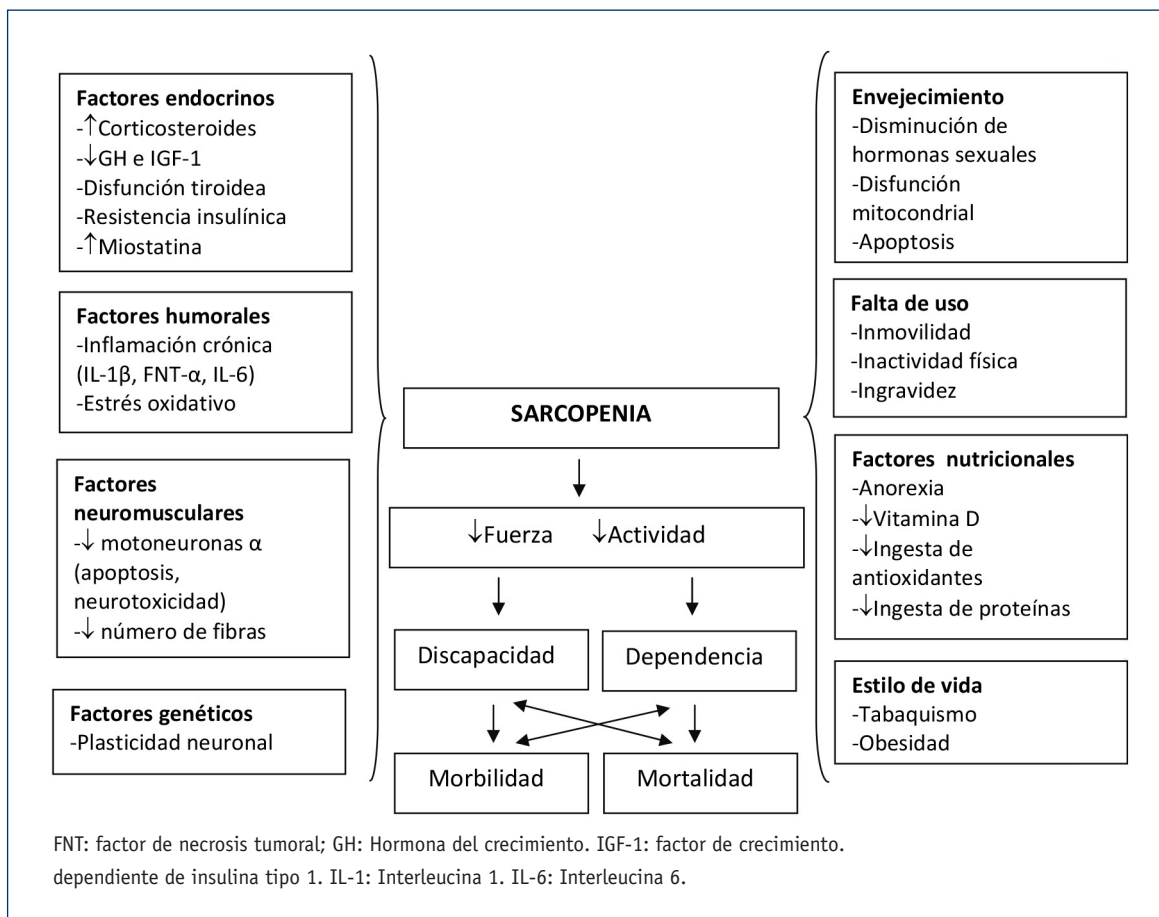 Factores endocrinos
-↑Corticosteroides
-↓GH e IGF-1
-Disfunción tiroidea
-Resistencia insulínica
-↑Miostatina
Factores humorales
-Inflamación crónica
(IL-1β, FNT-α, IL-6)
-Estrés oxidativo
Factores
neuromusculares
-↓ motoneuronas α
(apoptosis,
neurotoxicidad)
-↓ número de fibras
Factores genéticos
-Plasticidad neuronal
SARCOPENIA
↓Fuerza ↓Actividad
Discapacidad
Dependencia
Morbilidad
Mortalidad
Envejecimiento
-Disminución de
hormonas sexuales
-Disfunción
mitocondrial
-Apoptosis
Falta de uso
-Inmovilidad
-Inactividad física
-Ingravidez
Factores nutricionales
-Anorexia
-↓Vitamina D
-↓Ingesta de
antioxidantes
-↓Ingesta de proteínas
Estilo de vida
-Tabaquismo
-Obesidad
FNT: factor de necrosis tumoral; GH: Hormona del crecimiento. IGF-1: factor de crecimiento.
dependiente de insulina tipo 1. IL-1: Interleucina 1. IL-6: Interleucina 6.